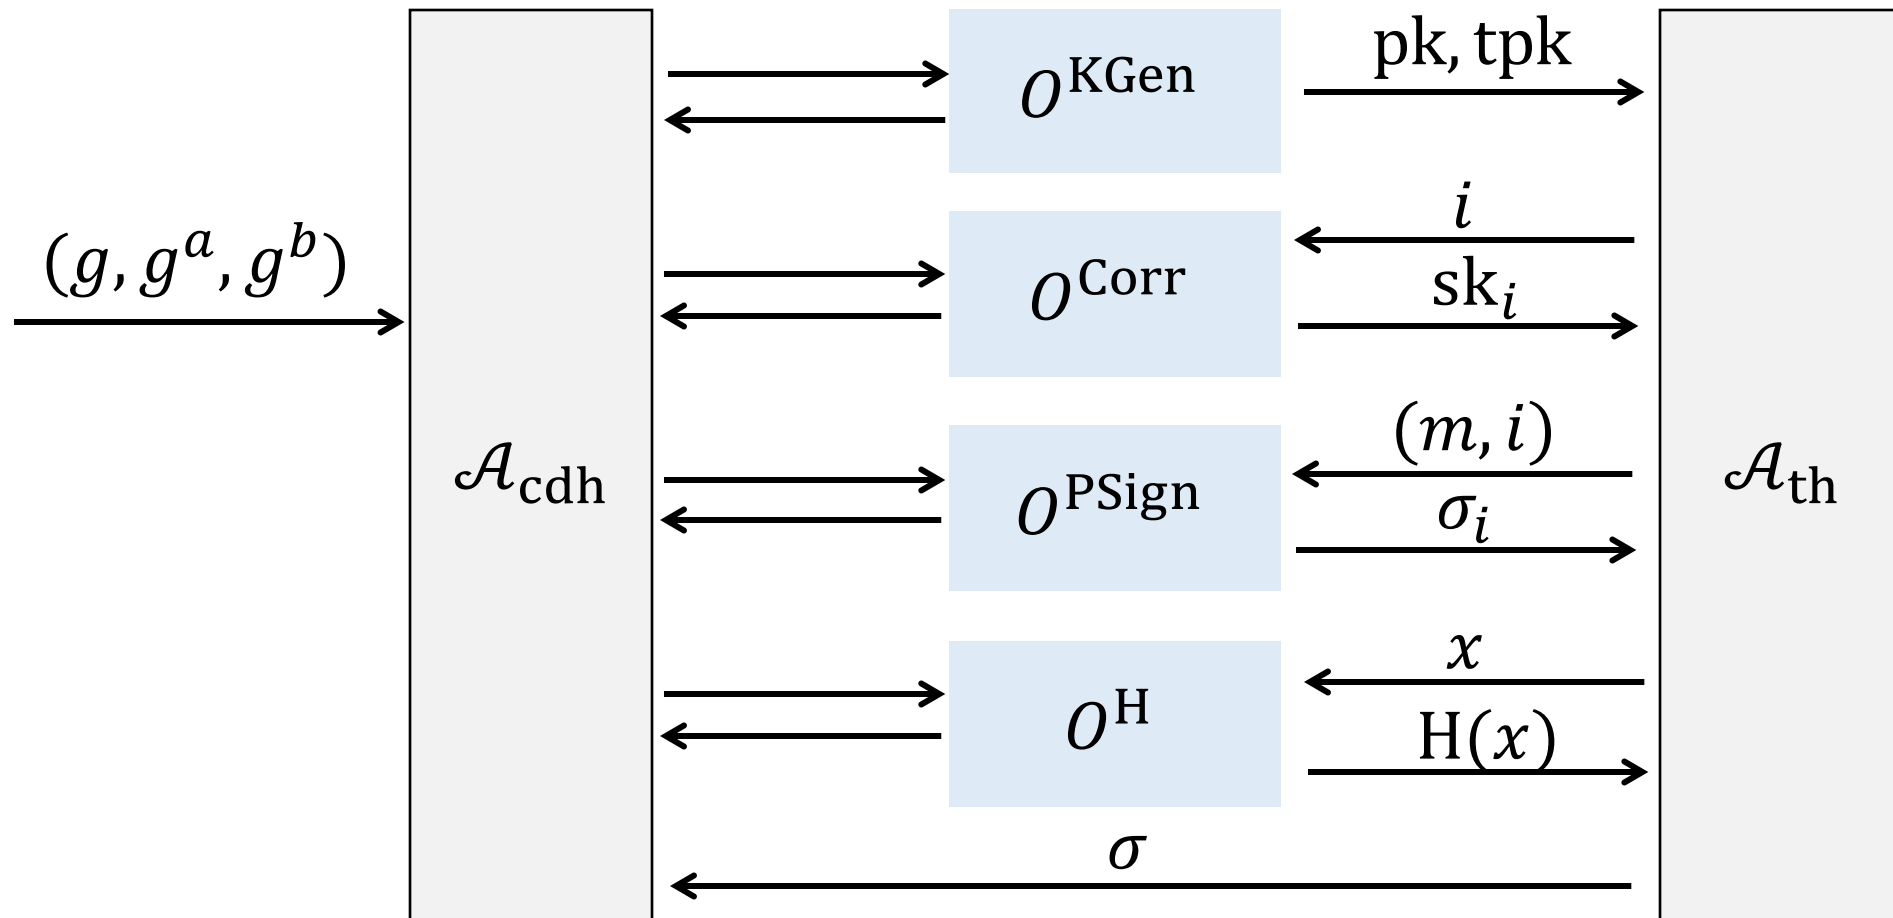 pk, tpk
O^KGen
i
(g, g^a, g^b)
O^Corr
sk_i
(m, i)
𝒜_cdh
O^PSign
𝒜_th
σ_i
x
O^H
H(x)
σ